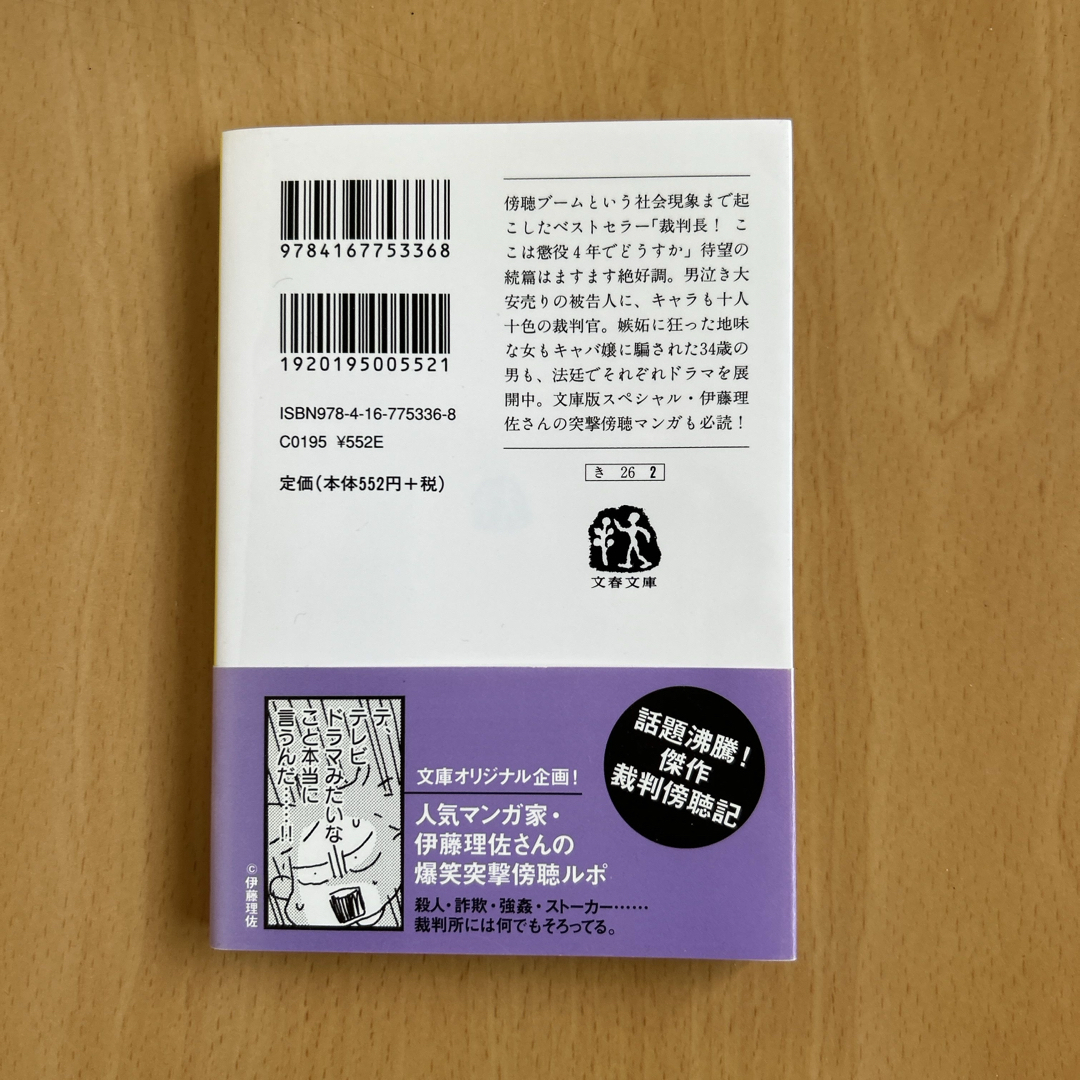 9784167753368
1920195005521
ISBN978-4-16-775336-8
C0195 ¥552E
定価(本体552円+税)
傍聴ブームという社会現象まで起
こしたベストセラー「裁判長! こ
こは懲役4年でどうすか」待望の
続篇はますます絶好調。男泣き大
安売りの被告人に、キャラも十人
十色の裁判官。嫉妬に狂った地味
な女もキャバ嬢に騙された34歳の
男も、法廷でそれぞれドラマを展
開中。文庫版スペシャル・伊藤理
佐さんの突撃傍聴マンガも必読!
き 26 2
文春文庫
テ、
テレビ
ドラマみたいな
こと本当に
言うんだ……!!
©伊藤理佐
文庫オリジナル企画!
人気マンガ家・
伊藤理佐さんの
爆笑突撃傍聴ルポ
殺人・詐欺・強姦・ストーカー……
裁判所には何でもそろってる。
話題沸騰!
傑作
裁判傍聴記